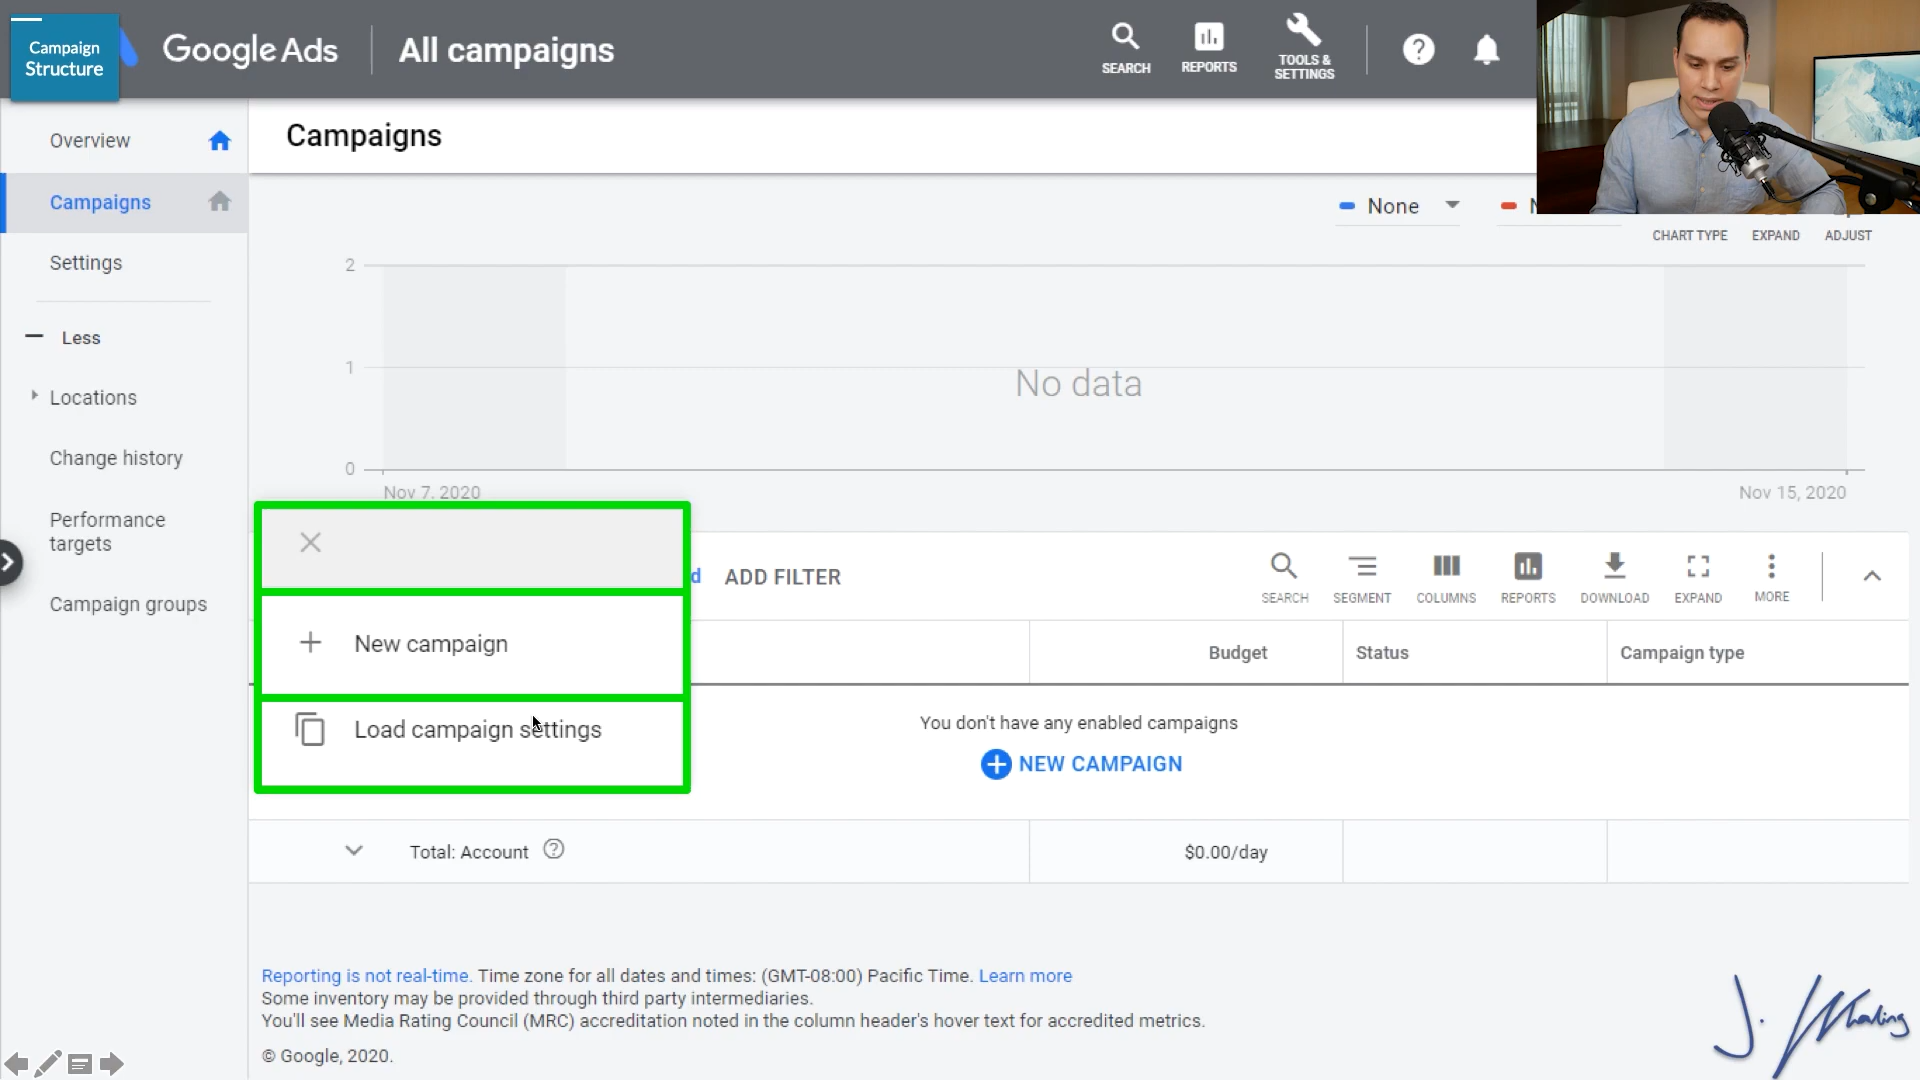 Campaign
Structure
Google Ads
All campaigns
SEARCH
REPORTS
TOOLS &
SETTINGS
Overview
Campaigns
Settings
Less
Locations
Change history
Performance
targets
Campaign groups
Campaigns
None
CHART TYPE
EXPAND
ADJUST
2
1
0
No data
Nov 7, 2020
Nov 15, 2020
ADD FILTER
SEARCH
SEGMENT
COLUMNS
REPORTS
DOWNLOAD
EXPAND
MORE
New campaign
Load campaign settings
Budget
Status
Campaign type
You don't have any enabled campaigns
NEW CAMPAIGN
Total: Account
$0.00/day
Reporting is not real-time. Time zone for all dates and times: (GMT-08:00) Pacific Time. Learn more
Some inventory may be provided through third party intermediaries.
You'll see Media Rating Council (MRC) accreditation noted in the column header's hover text for accredited metrics.
© Google, 2020.